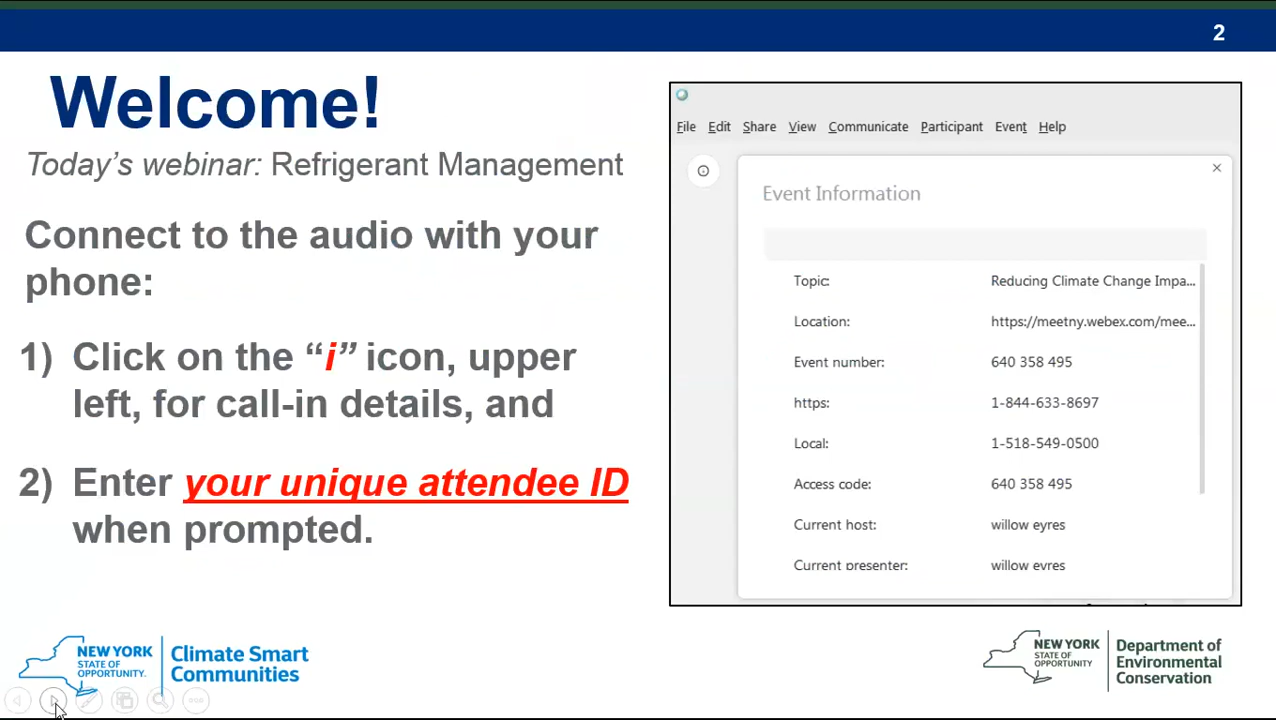 2
Welcome!
Today's webinar: Refrigerant Management
Connect to the audio with your
phone:
1) Click on the “i” icon, upper
left, for call-in details, and
2) Enter your unique attendee ID
when prompted.
File Edit Share View Communicate Participant Event Help
Event Information
Topic: Reducing Climate Change Impa...
Location: https://meetny.webex.com/mee...
Event number: 640 358 495
https: 1-844-633-8697
Local: 1-518-549-0500
Access code: 640 358 495
Current host: willow eyres
Current presenter: willow eyres
NEW YORK
STATE OF
OPPORTUNITY.
Climate Smart
Communities
NEW YORK
STATE OF
OPPORTUNITY
Department of
Environmental
Conservation